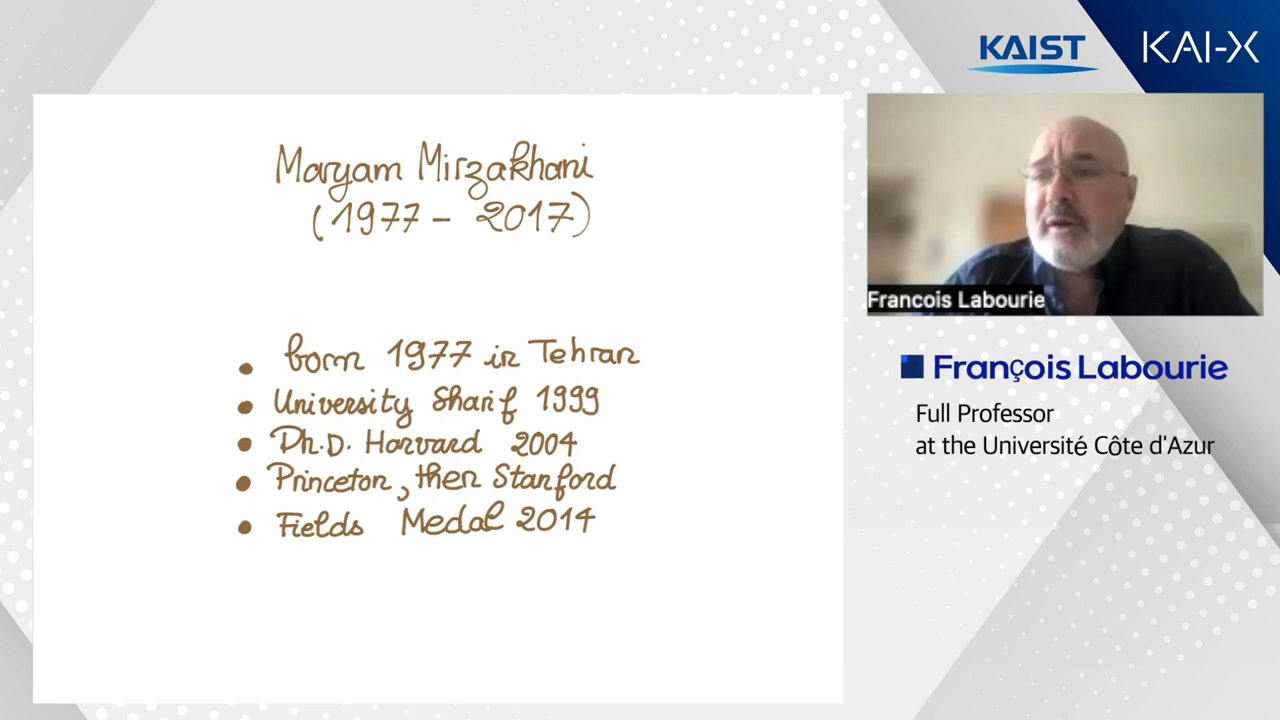 KAIST
KAI-X
Maryam Mirzakhani
(1977 - 2017)
• born 1977 in Tehran
• University Sharif 1999
• Ph.D. Harvard 2004
• Princeton, then Stanford
• Fields Medal 2014
Francois Labourie
François Labourie
Full Professor
at the Université Côte d'Azur